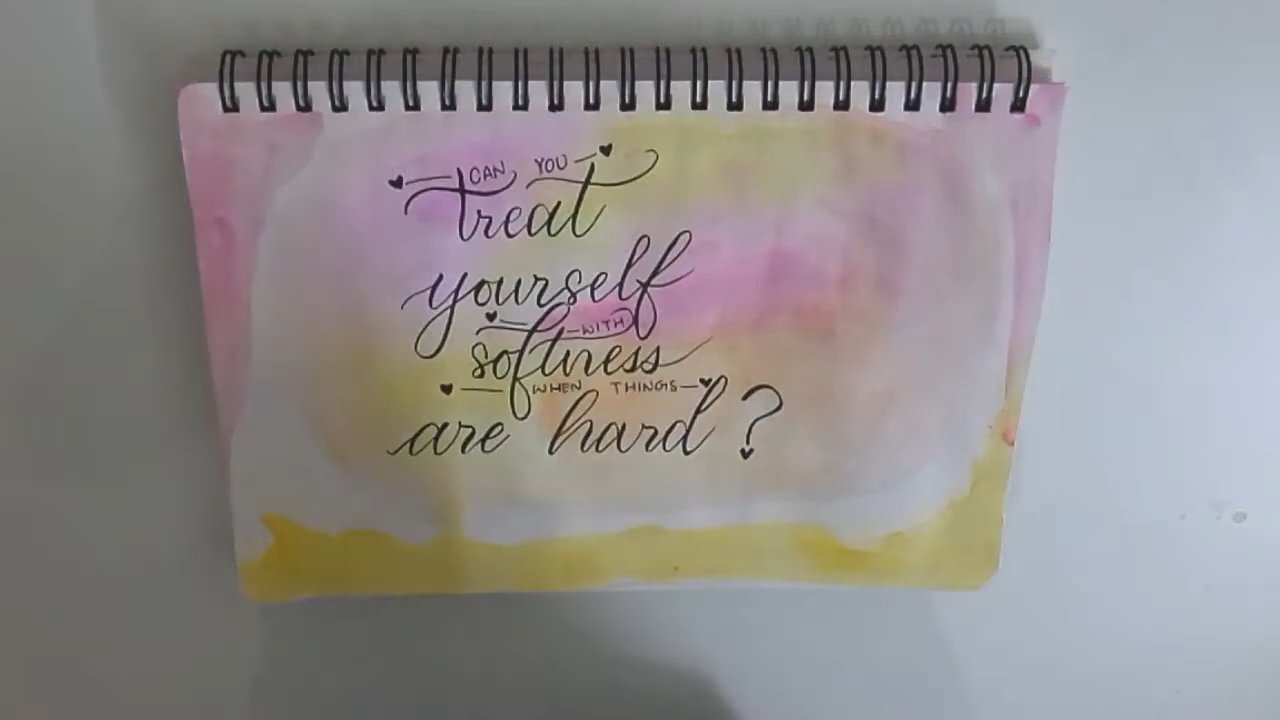 CAN YOU
treat
yourself
WITH
softness
WHEN THINGS
are hard?